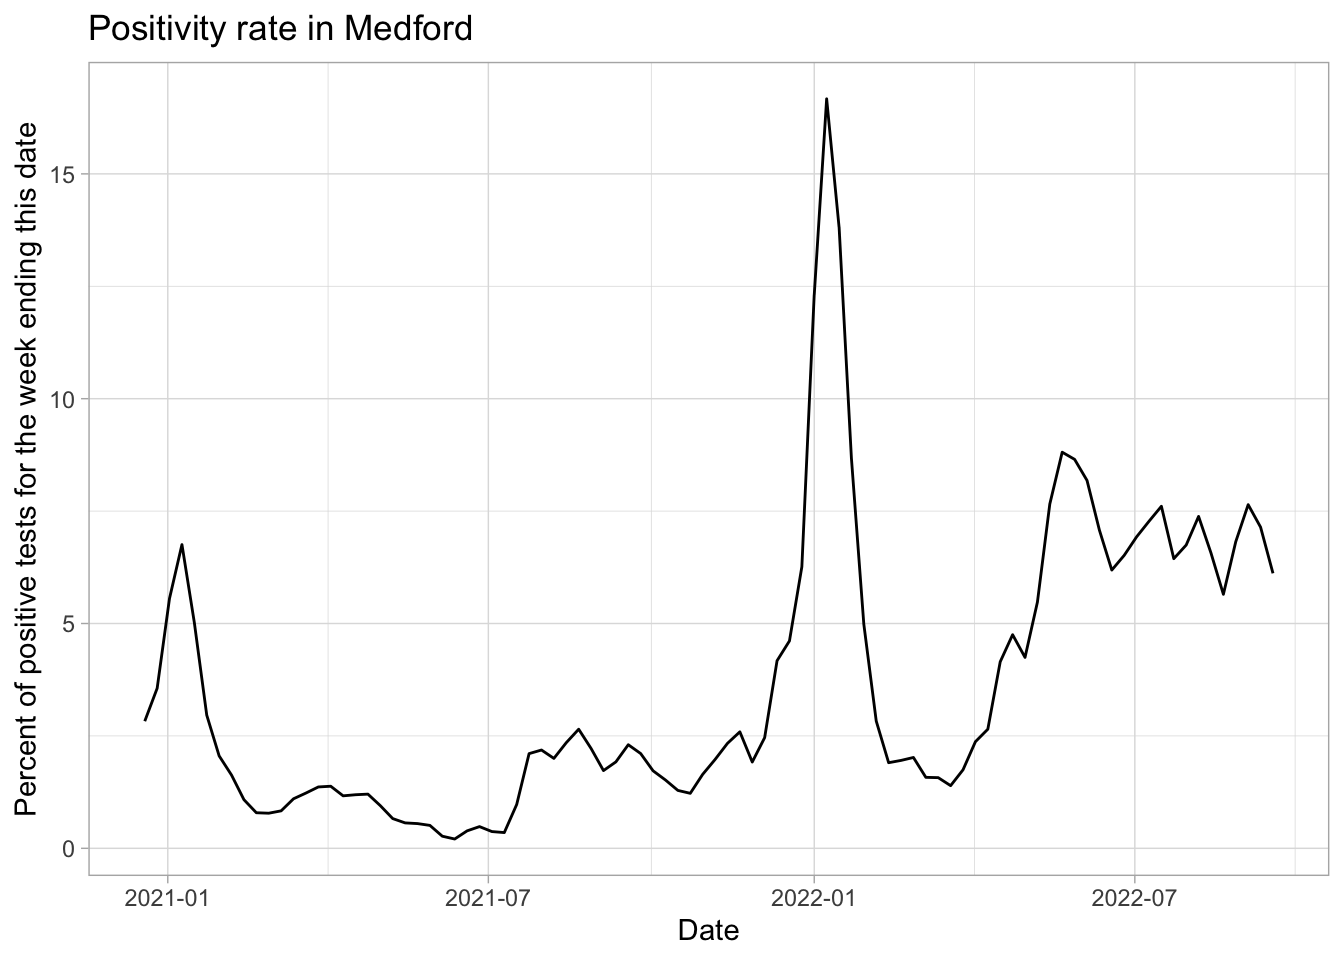 Positivity rate in Medford
Percent of positive tests for the week ending this date
15
10
5
0
2021-01
2021-07
2022-01
2022-07
Date